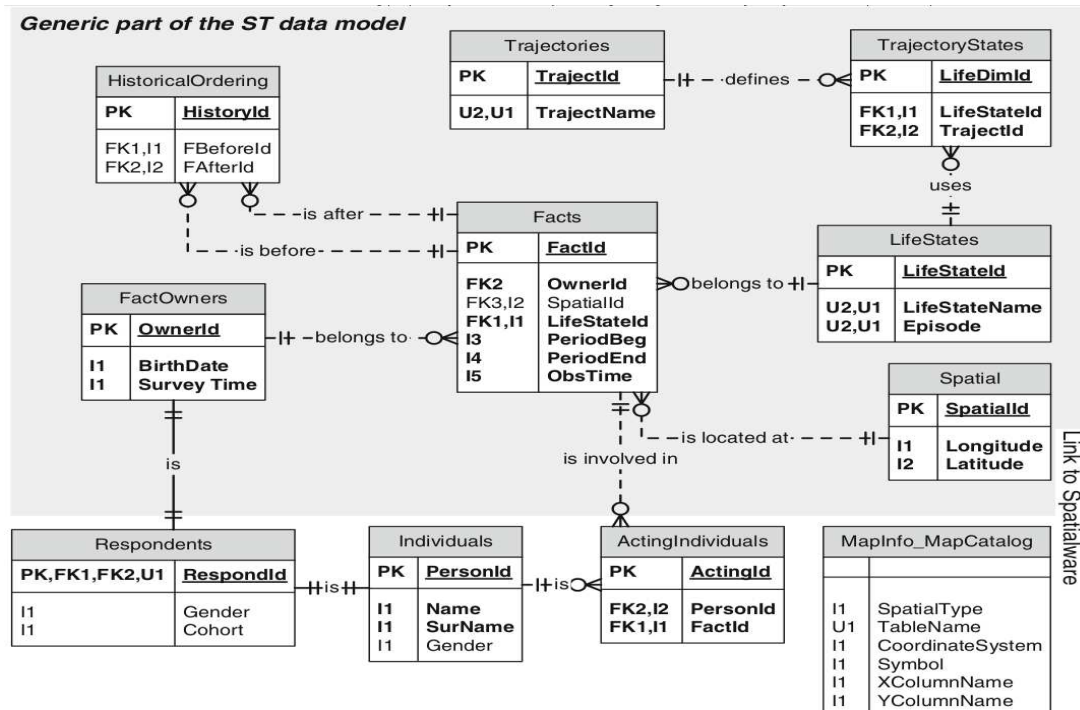 Generic part of the ST data model
Trajectories
PK TrajectId
U2,U1 TrajectName
defines
TrajectoryStates
PK LifeDimId
FK1,I1 LifeStateId
FK2,I2 TrajectId
HistoricalOrdering
PK HistoryId
FK1,I1 FBeforeId
FK2,I2 FAfterId
uses
is after
is before
Facts
PK FactId
FK2 OwnerId
FK3,I2 SpatialId
FK1,I1 LifeStateId
I3 PeriodBeg
I4 PeriodEnd
I5 ObsTime
belongs to
LifeStates
PK LifeStateId
U2,U1 LifeStateName
U2,U1 Episode
FactOwners
PK OwnerId
I1 BirthDate
I1 Survey Time
belongs to
Spatial
PK SpatialId
I1 Longitude
I2 Latitude
is located at
is involved in
is
Link to Spatialware
Respondents
PK,FK1,FK2,U1 RespondId
I1 Gender
I1 Cohort
is
Individuals
PK PersonId
I1 Name
I1 SurName
I1 Gender
is
ActingIndividuals
PK ActingId
FK2,I2 PersonId
FK1,I1 FactId
MapInfo_MapCatalog
I1 SpatialType
U1 TableName
I1 CoordinateSystem
I1 Symbol
I1 XColumnName
I1 YColumnName